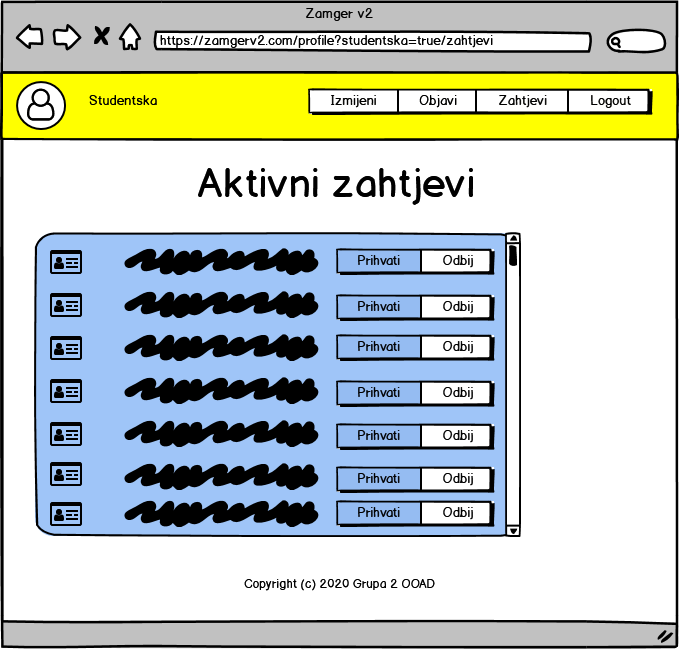 Zamger v2
https://zamgerv2.com/profile?studentska=true/zahtjevi
Studentska Izmijeni Objavi Zahtjevi Logout
Aktivni zahtjevi
Prihvati Odbij
Prihvati Odbij
Prihvati Odbij
Prihvati Odbij
Prihvati Odbij
Prihvati Odbij
Prihvati Odbij
Copyright (c) 2020 Grupa 2 OOAD